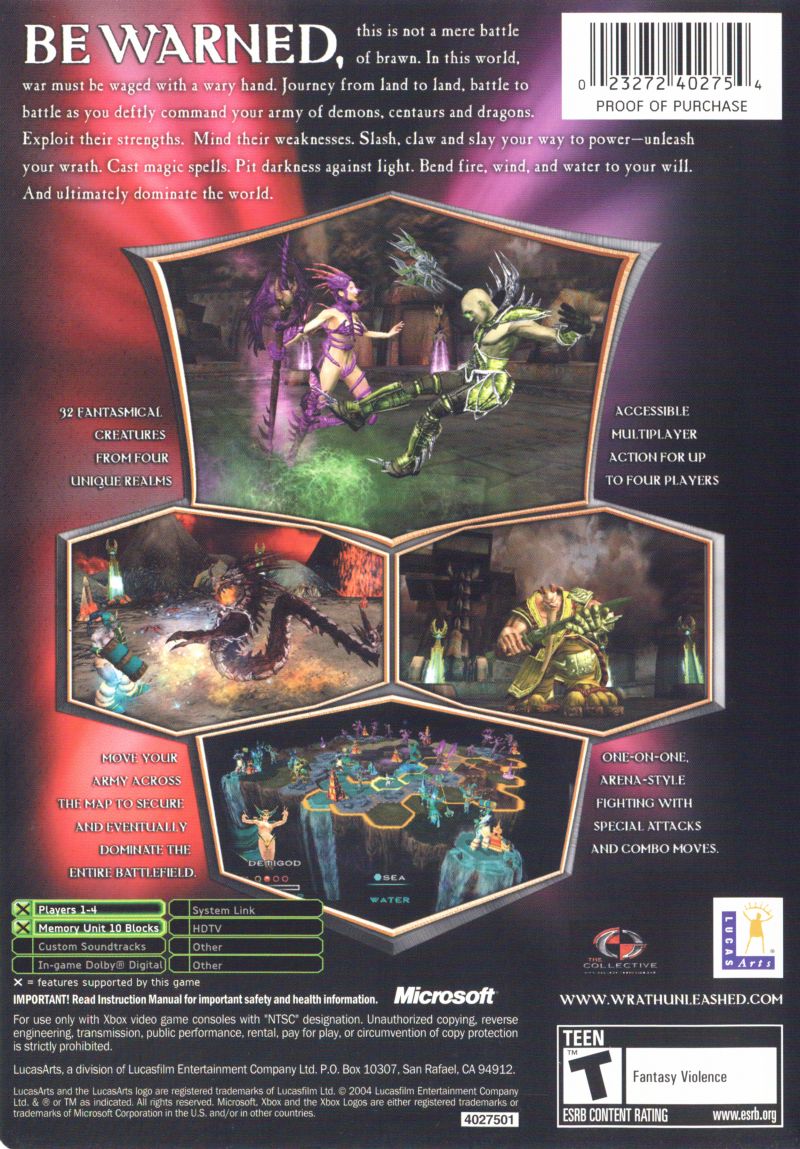 BE WARNED, this is not a mere battle
of brawn. In this world,
war must be waged with a wary hand. Journey from land to land, battle to
battle as you deftly command your army of demons, centaurs and dragons.
Exploit their strengths. Mind their weaknesses. Slash, claw and slay your way to power—unleash
your wrath. Cast magic spells. Pit darkness against light. Bend fire, wind, and water to your will.
And ultimately dominate the world.
0 23272 40275 4
PROOF OF PURCHASE
32 FANTASMICAL
CREATURES
FROM FOUR
UNIQUE REALMS
ACCESSIBLE
MULTIPLAYER
ACTION FOR UP
TO FOUR PLAYERS
MOVE YOUR
ARMY ACROSS
THE MAP TO SECURE
AND EVENTUALLY
DOMINATE THE
ENTIRE BATTLEFIELD.
ONE-ON-ONE,
ARENA-STYLE
FIGHTING WITH
SPECIAL ATTACKS
AND COMBO MOVES.
DEMIGOD
SEA
WATER
X Players 1-4
X Memory Unit 10 Blocks
Custom Soundtracks
In-game Dolby® Digital
System Link
HDTV
Other
Other
X = features supported by this game
THE
COLLECTIVE
LUCAS
Arts
®
IMPORTANT! Read Instruction Manual for important safety and health information.
Microsoft
WWW.WRATHUNLEASHED.COM
For use only with Xbox video game consoles with "NTSC" designation. Unauthorized copying, reverse
engineering, transmission, public performance, rental, pay for play, or circumvention of copy protection
is strictly prohibited.
LucasArts, a division of Lucasfilm Entertainment Company Ltd. P.O. Box 10307, San Rafael, CA 94912.
LucasArts and the LucasArts logo are registered trademarks of Lucasfilm Ltd. © 2004 Lucasfilm Entertainment Company
Ltd. & ® or TM as indicated. All rights reserved. Microsoft, Xbox and the Xbox Logos are either registered trademarks or
trademarks of Microsoft Corporation in the U.S. and/or in other countries.
4027501
TEEN
TM
T
Fantasy Violence
ESRB CONTENT RATING www.esrb.org